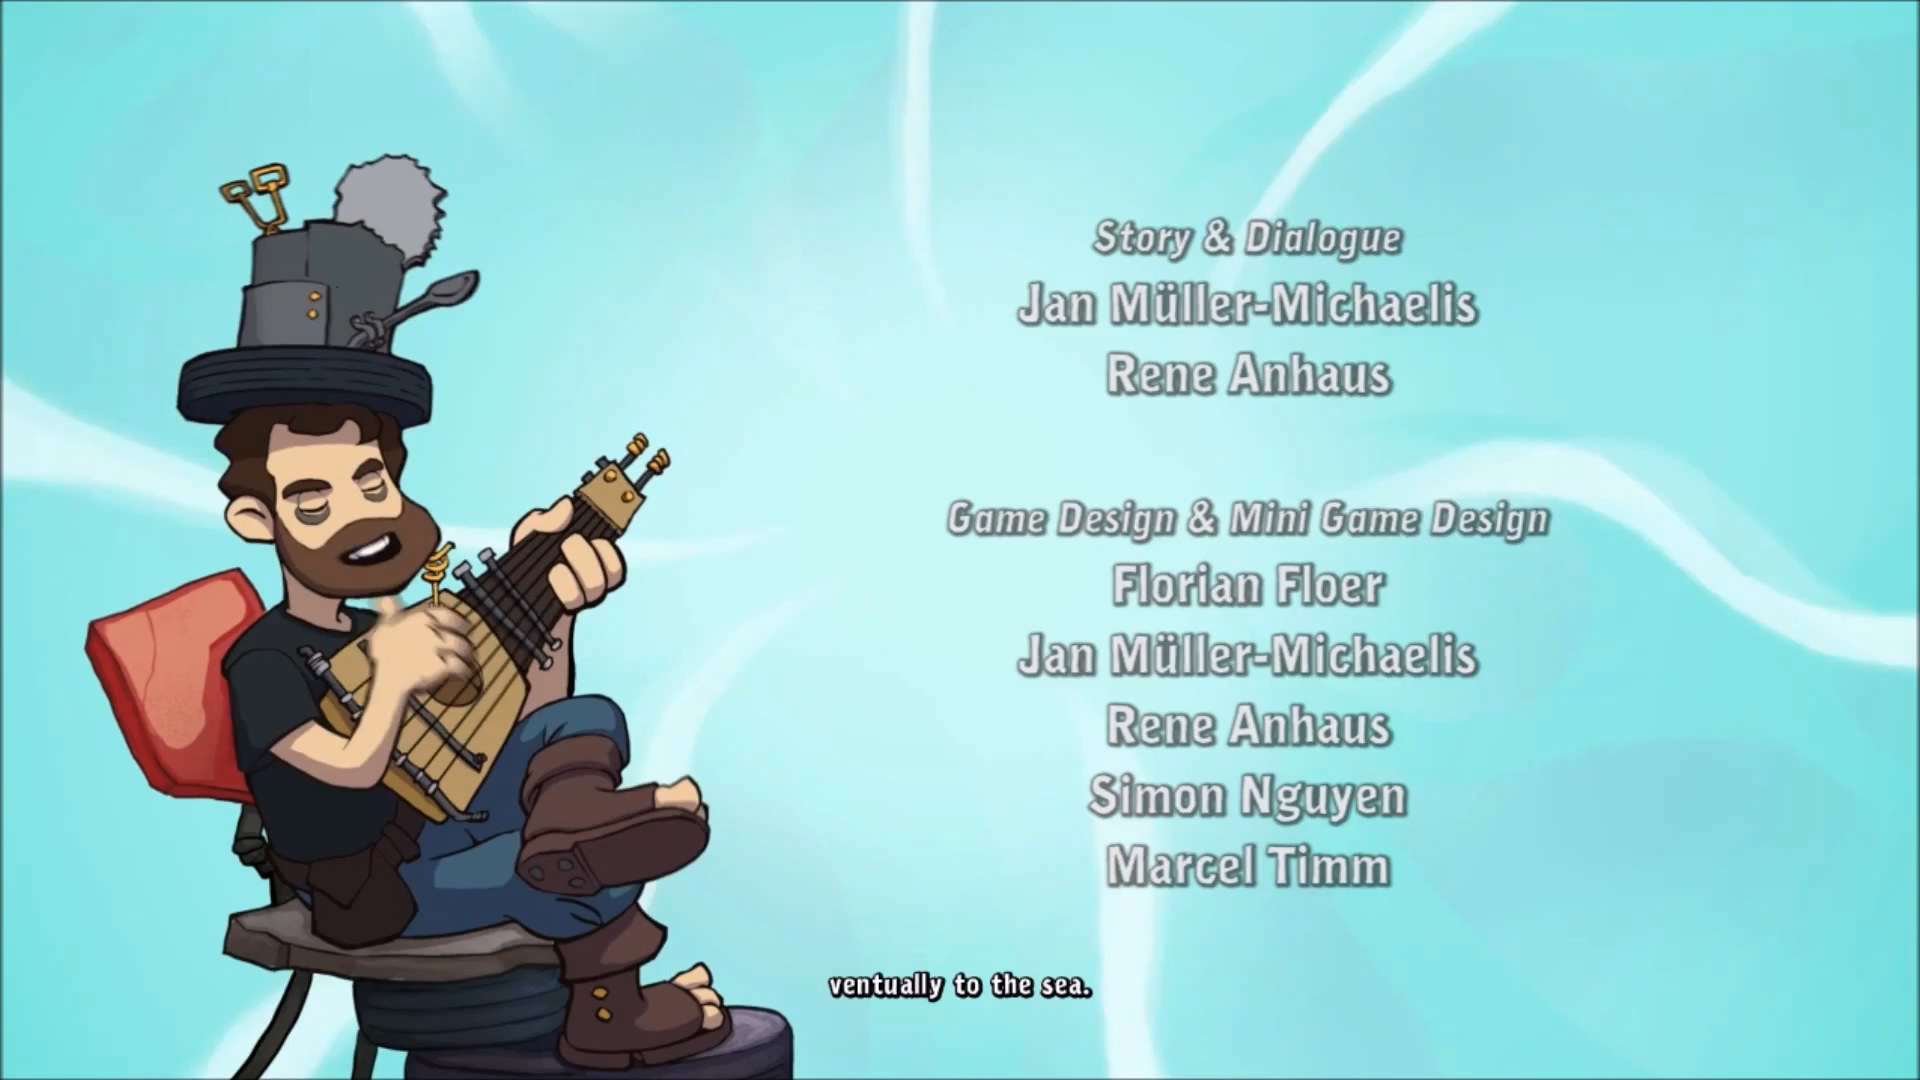 Story & Dialogue
Jan Müller-Michaelis
Rene Anhaus
Game Design & Mini Game Design
Florian Floer
Jan Müller-Michaelis
Rene Anhaus
Simon Nguyen
Marcel Timm
ventually to the sea.